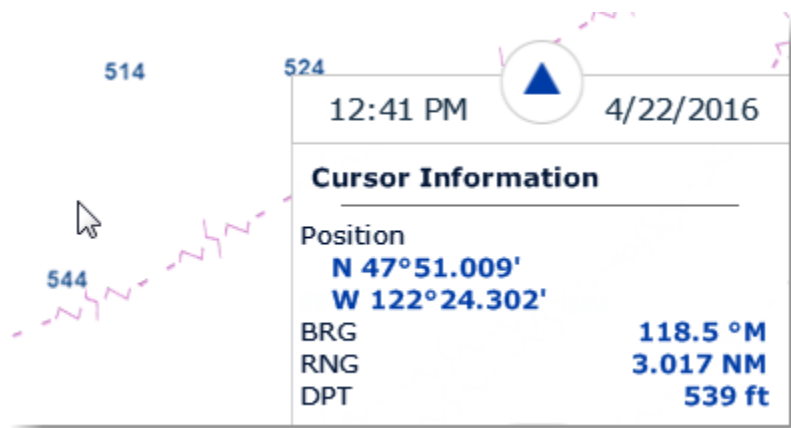 514
524
12:41 PM 4/22/2016
Cursor Information
Position
N 47°51.009'
544
W 122°24.302'
BRG 118.5 °M
RNG 3.017 NM
DPT 539 ft